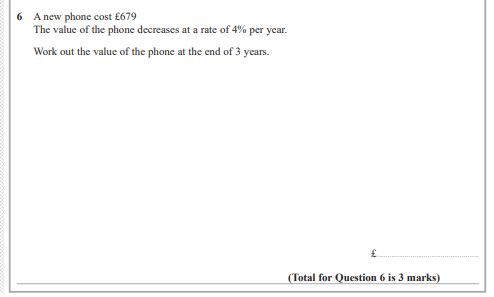 6 A new phone cost £679
The value of the phone decreases at a rate of 4% per year.
Work out the value of the phone at the end of 3 years.
£
(Total for Question 6 is 3 marks)